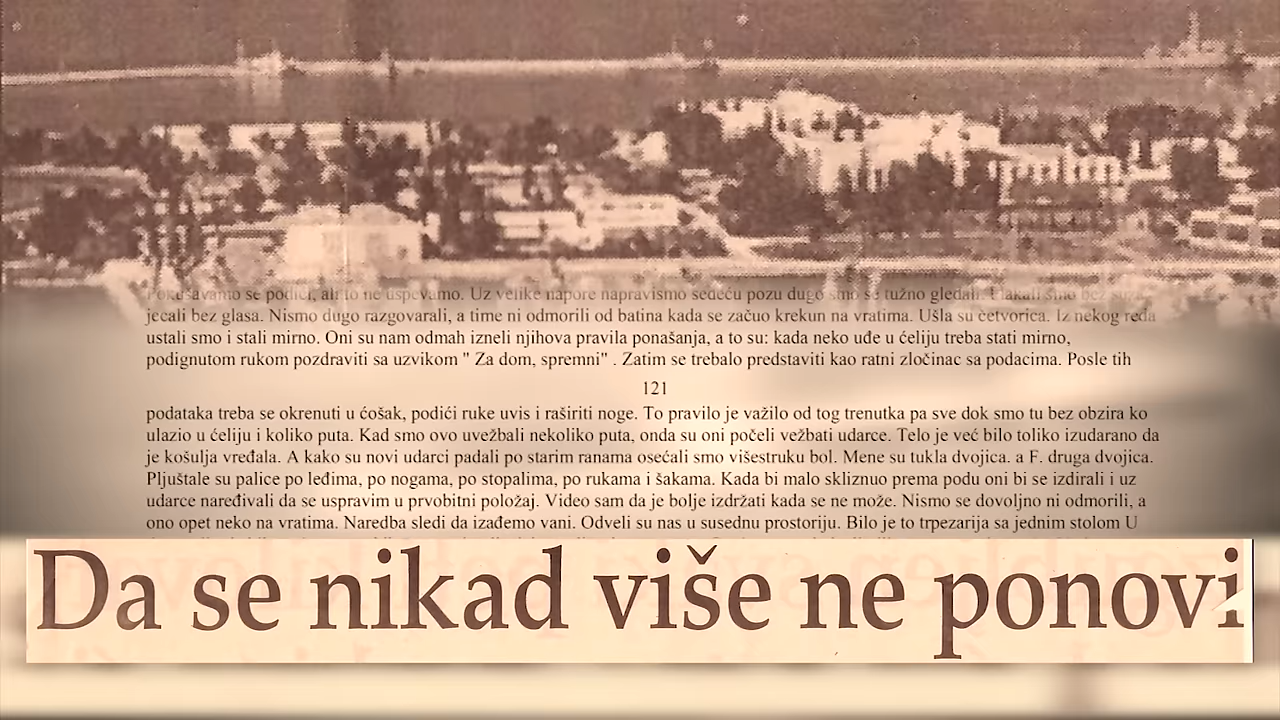 Pokušavamo se podići, ali to ne uspevamo. Uz velike napore napravismo sedeću pozu dugo smo se tužno gledali. Plakali smo bez suza,
jecali bez glasa. Nismo dugo razgovarali, a time ni odmorili od batina kada se začuo krekun na vratima. Ušla su četvorica. Iz nekog reda
ustali smo i stali mirno. Oni su nam odmah izneli njihova pravila ponašanja, a to su: kada neko uđe u ćeliju treba stati mirno,
podignutom rukom pozdraviti sa uzvikom " Za dom, spremni" . Zatim se trebalo predstaviti kao ratni zločinac sa podacima. Posle tih
121
podataka treba se okrenuti u ćošak, podići ruke uvis i raširiti noge. To pravilo je važilo od tog trenutka pa sve dok smo tu bez obzira ko
ulazio u ćeliju i koliko puta. Kad smo ovo uvežbali nekoliko puta, onda su oni počeli vežbati udarce. Telo je već bilo toliko izudarano da
je košulja vređala. A kako su novi udarci padali po starim ranama osećali smo višestruku bol. Mene su tukla dvojica. a F. druga dvojica.
Pljuštale su palice po leđima, po nogama, po stopalima, po rukama i šakama. Kada bi malo skliznuo prema podu oni bi se izdirali i uz
udarce naređivali da se uspravim u prvobitni položaj. Video sam da je bolje izdržati kada se ne može. Nismo se dovoljno ni odmorili, a
ono opet neko na vratima. Naredba sledi da izađemo vani. Odveli su nas u susednu prostoriju. Bilo je to trpezarija sa jednim stolom U
Da se nikad više ne ponovi